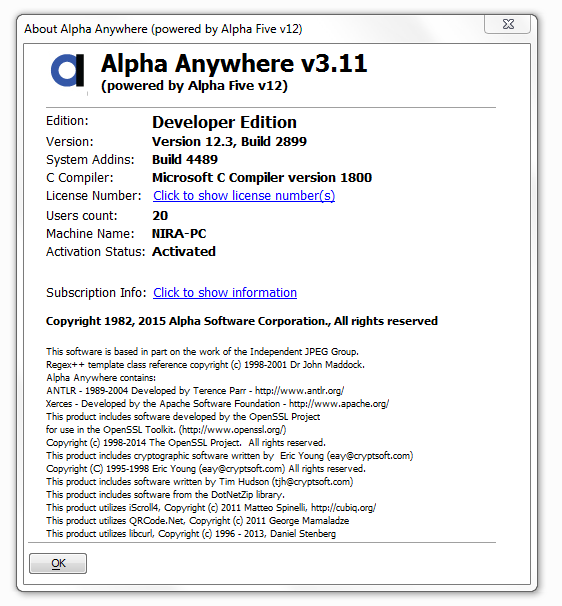 About Alpha Anywhere (powered by Alpha Five v12)
Alpha Anywhere v3.11
(powered by Alpha Five v12)
Edition: Developer Edition
Version: Version 12.3, Build 2899
System Addins: Build 4489
C Compiler: Microsoft C Compiler version 1800
License Number: Click to show license number(s)
Users count: 20
Machine Name: NIRA-PC
Activation Status: Activated
Subscription Info: Click to show information
Copyright 1982, 2015 Alpha Software Corporation., All rights reserved
This software is based in part on the work of the Independent JPEG Group.
Regex++ template class reference copyright (c) 1998-2001 Dr John Maddock.
Alpha Anywhere contains:
ANTLR - 1989-2004 Developed by Terence Parr - http://www.antlr.org/
Xerces - Developed by the Apache Software Foundation - http://www.apache.org/
This product includes software developed by the OpenSSL Project
for use in the OpenSSL Toolkit. (http://www.openssl.org/)
Copyright (c) 1998-2014 The OpenSSL Project.  All rights reserved.
This product includes cryptographic software written by  Eric Young (eay@cryptsoft.com)
Copyright (C) 1995-1998 Eric Young (eay@cryptsoft.com) All rights reserved.
This product includes software written by Tim Hudson (tjh@cryptsoft.com)
This product includes software from the DotNetZip library.
This product utilizes iScroll4, Copyright (c) 2011 Matteo Spinelli, http://cubiq.org/
This product utilizes QRCode.Net, Copyright (c) 2011 George Mamaladze
This product utilizes libcurl, Copyright (c) 1996 - 2013, Daniel Stenberg
OK